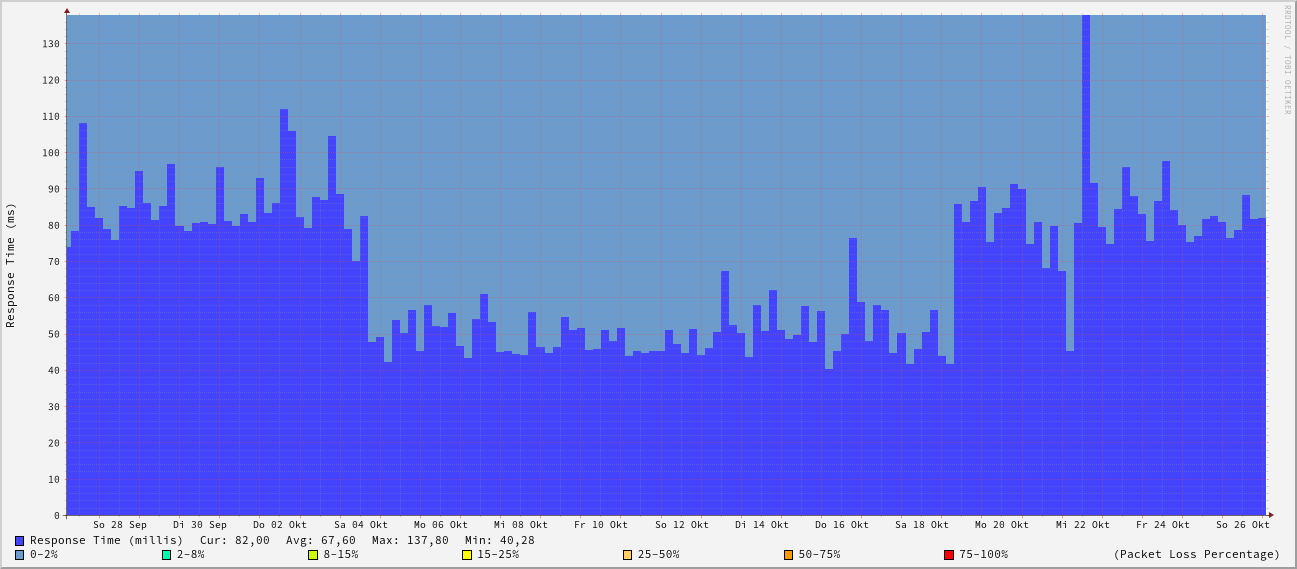 RRDTOOL / TOBI OETIKER
Response Time (ms)
130
120
110
100
90
80
70
60
50
40
30
20
10
0
So 28 Sep Di 30 Sep Do 02 Okt Sa 04 Okt Mo 06 Okt Mi 08 Okt Fr 10 Okt So 12 Okt Di 14 Okt Do 16 Okt Sa 18 Okt Mo 20 Okt Mi 22 Okt Fr 24 Okt So 26 Okt
Response Time (millis) Cur: 82,00 Avg: 67,60 Max: 137,80 Min: 40,28
0-2% 2-8% 8-15% 15-25% 25-50% 50-75% 75-100% (Packet Loss Percentage)